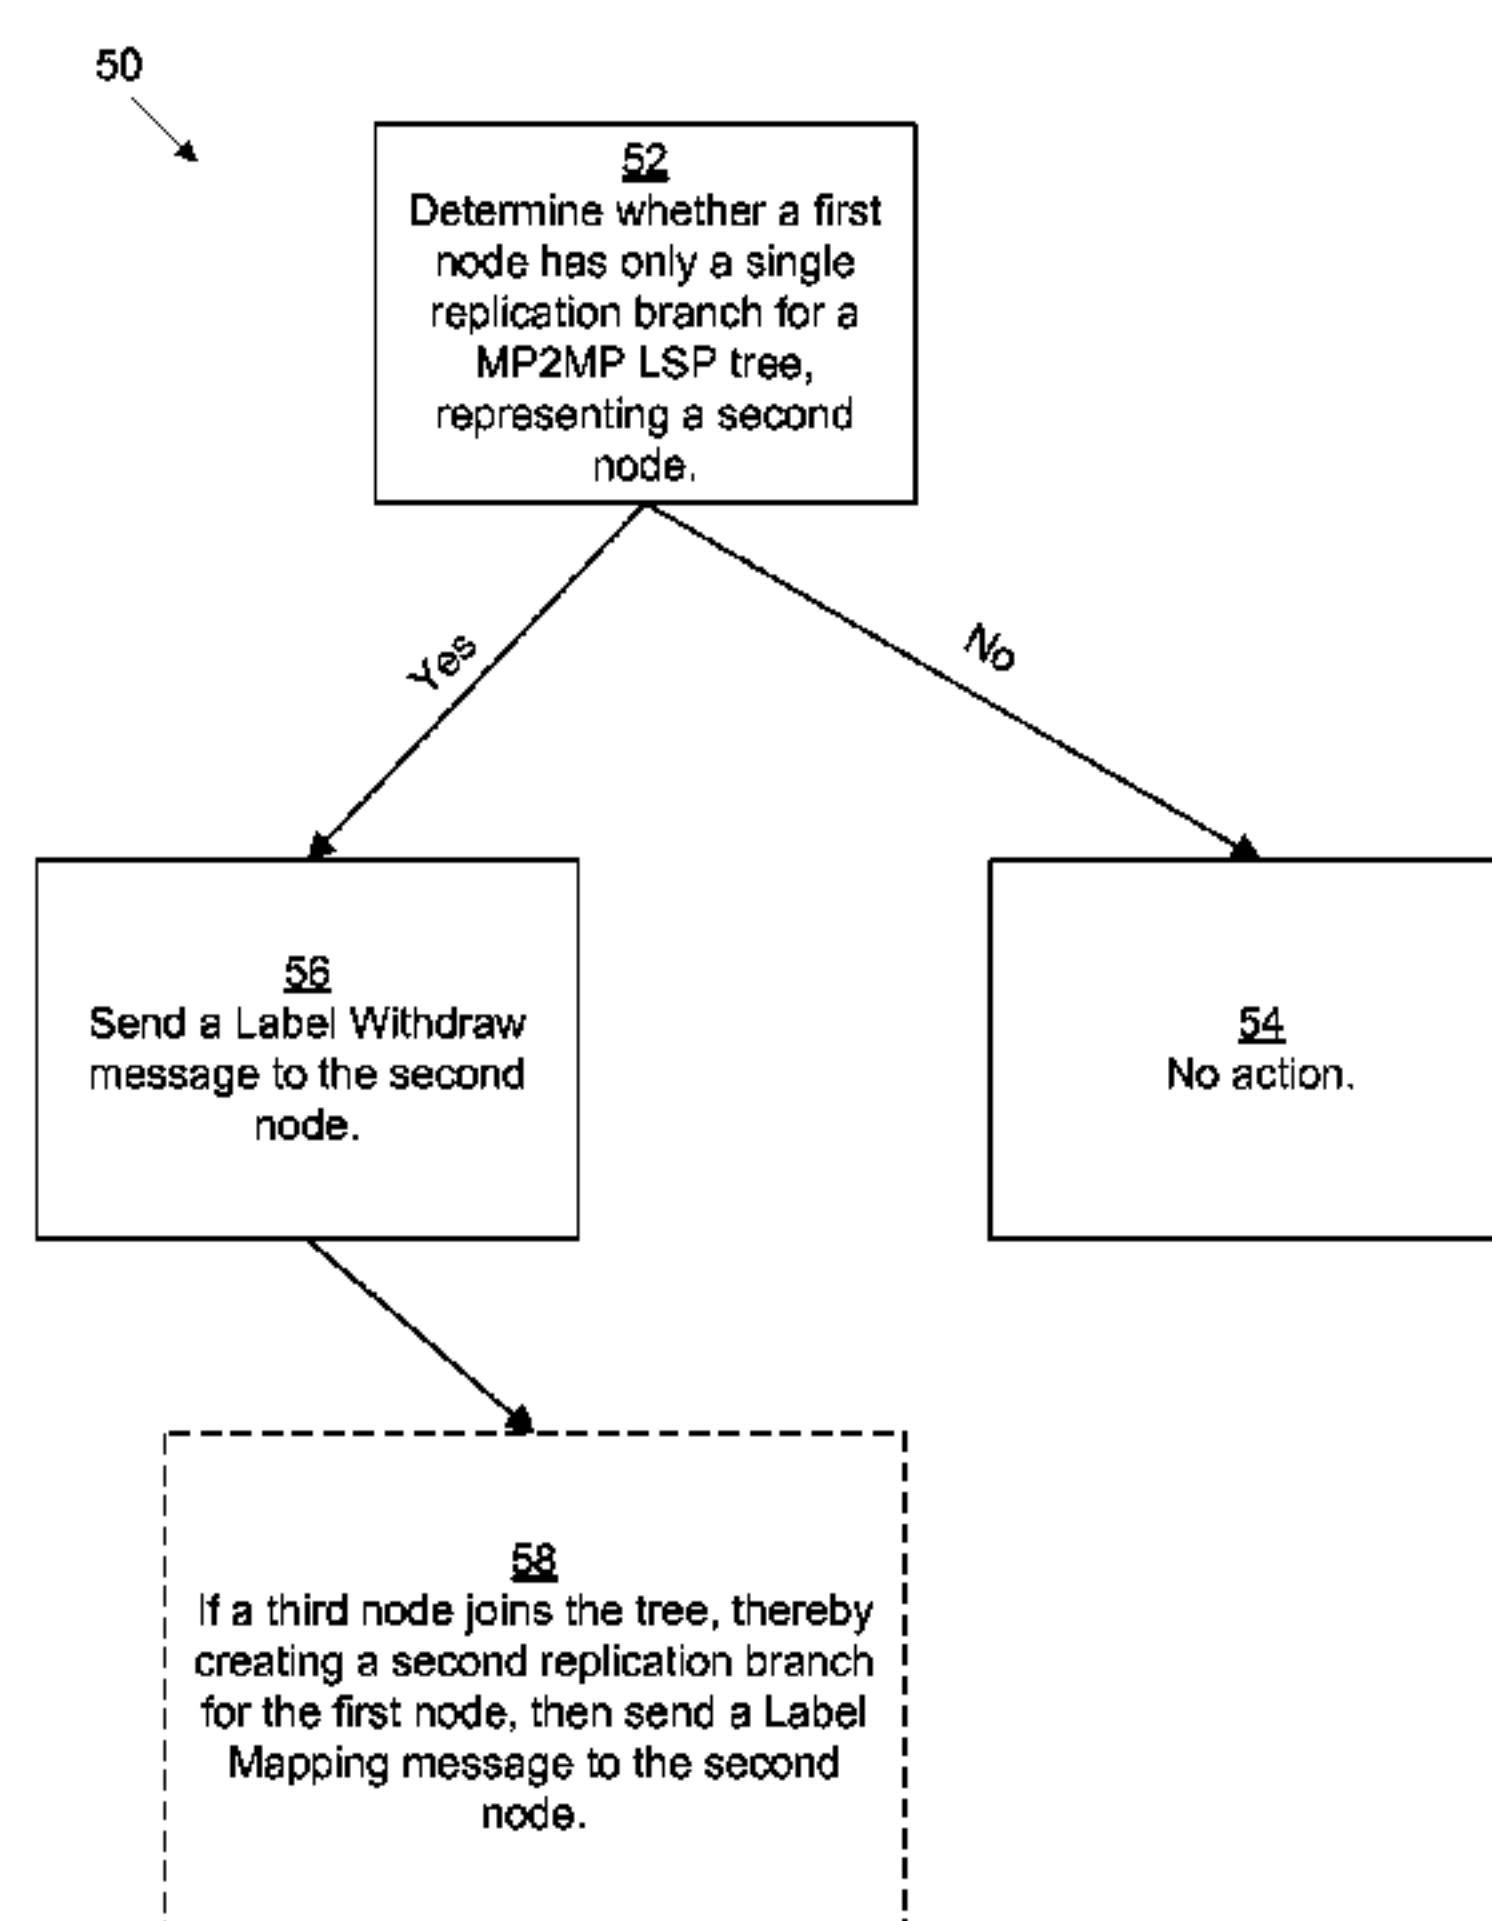 50
52
Determine whether a first
node has only a single
replication branch for a
MP2MP LSP tree,
representing a second
node.
Yes
No
56
Send a Label Withdraw
message to the second
node.
54
No action.
58
If a third node joins the tree, thereby
creating a second replication branch
for the first node, then send a Label
Mapping message to the second
node.